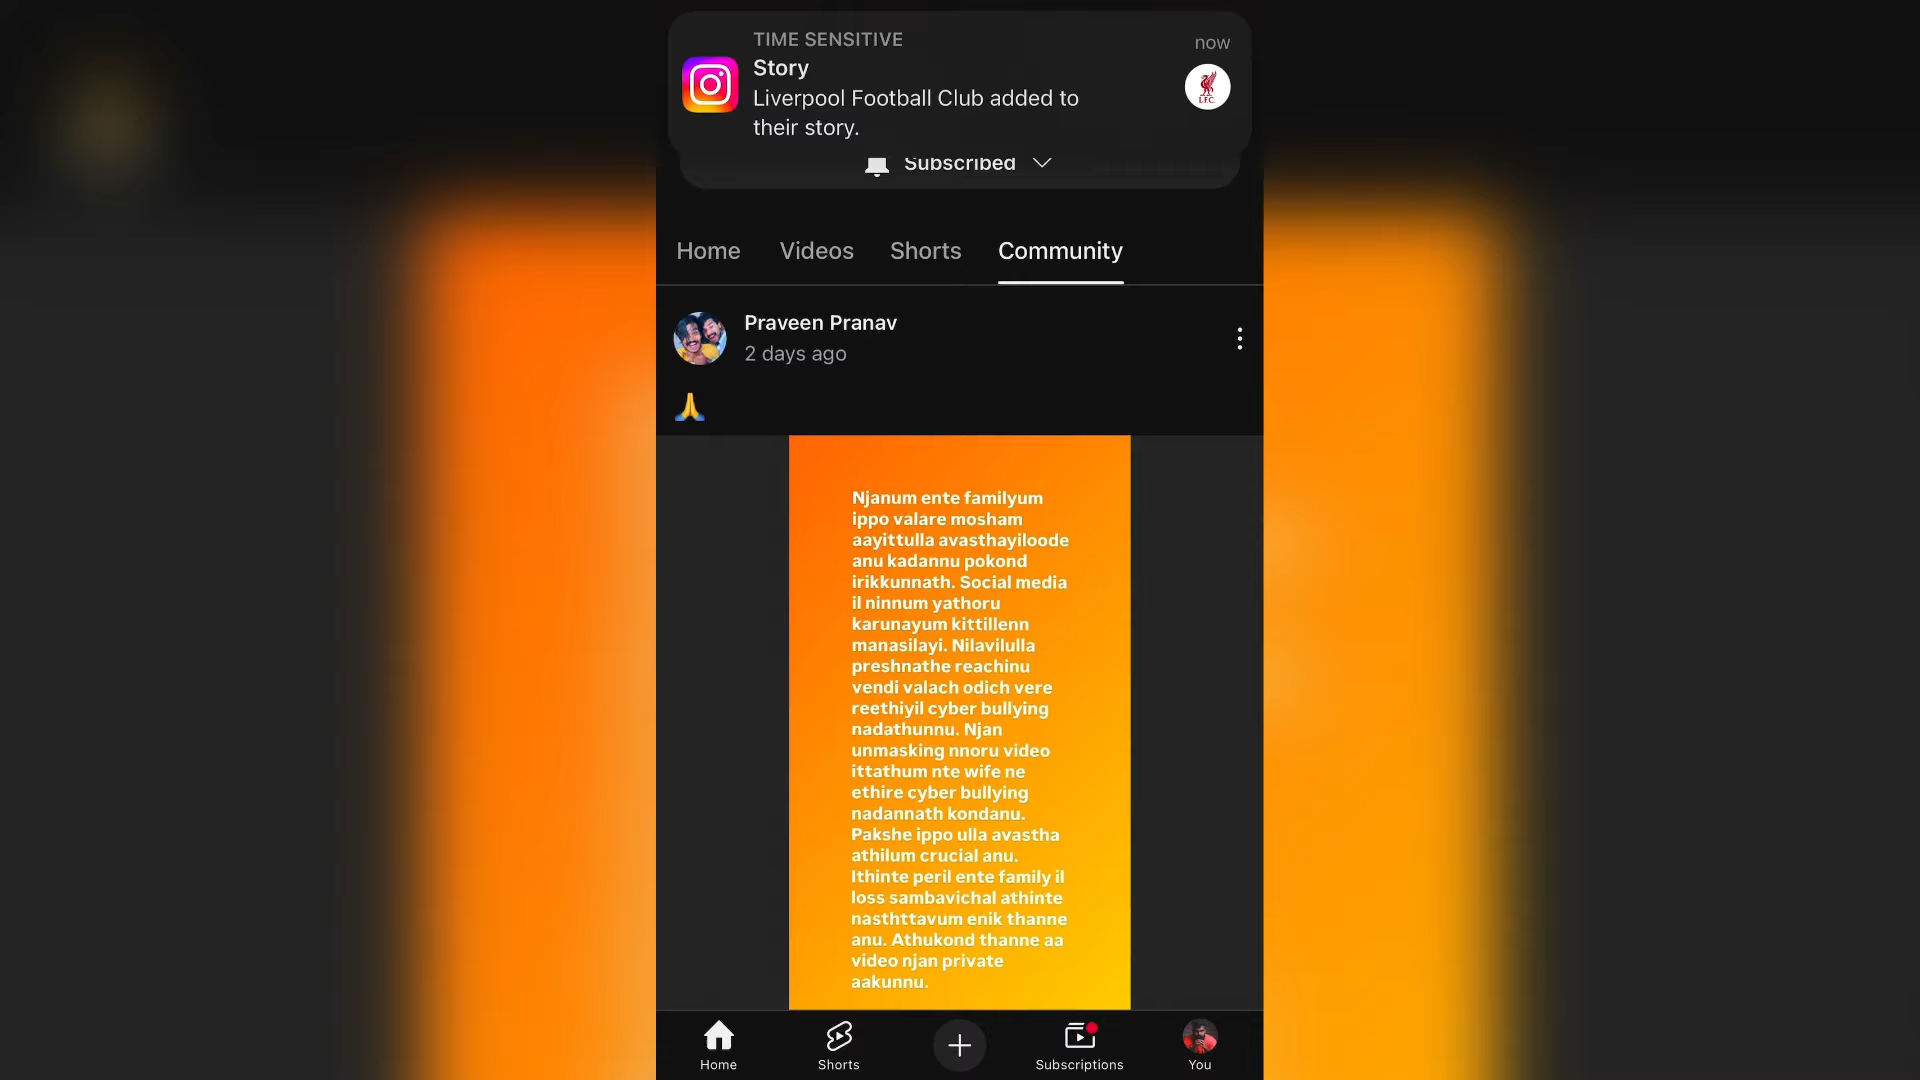 TIME SENSITIVE
now
Story
Liverpool Football Club added to
their story.
L.F.C.
Subscribed
Home Videos Shorts Community
Praveen Pranav
2 days ago
🙏
Njanum ente familyum
ippo valare mosham
aayittulla avasthayiloode
anu kadannu pokond
irikkunnath. Social media
il ninnum yathoru
karunayum kittillenn
manasilayi. Nilavilulla
preshnathe reachinu
vendi valach odich vere
reethiyil cyber bullying
nadathunnu. Njan
unmasking nnoru video
ittathum nte wife ne
ethire cyber bullying
nadannath kondanu.
Pakshe ippo ulla avastha
athilum crucial anu.
Ithinte peril ente family il
loss sambavichal athinte
nasthttavum enik thanne
anu. Athukond thanne aa
video njan private
aakunnu.
Home Shorts Subscriptions You